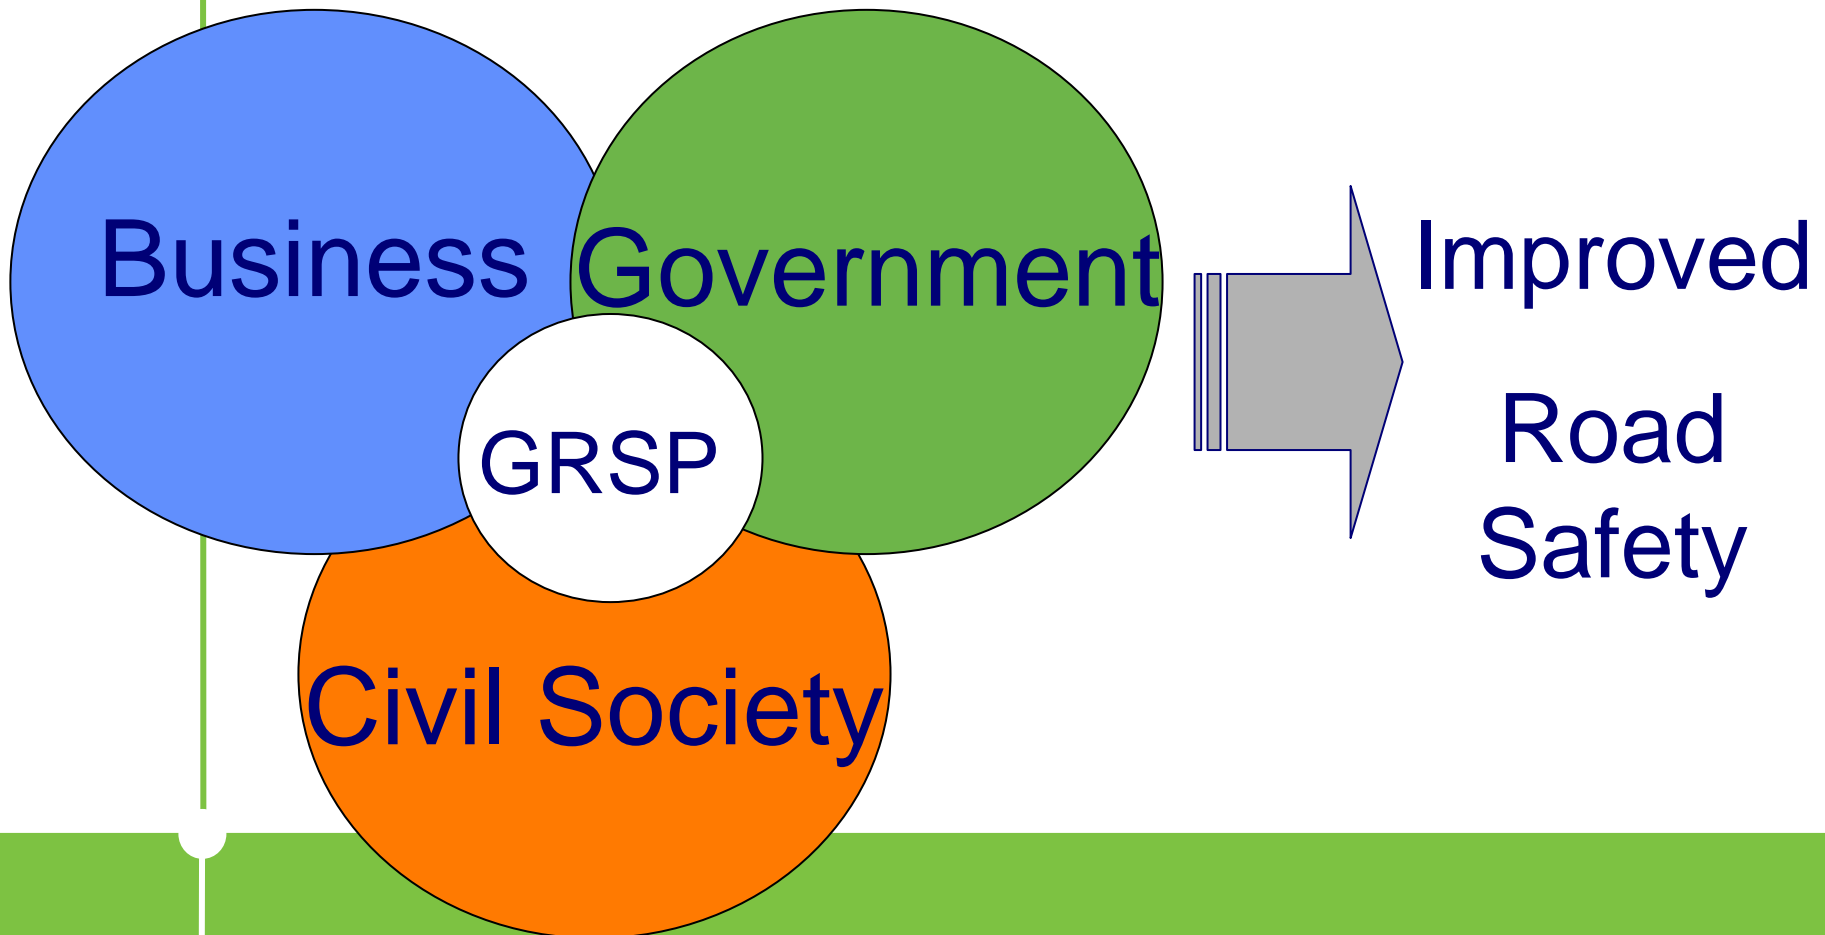 Business
Government
GRSP
Civil Society
Improved
Road
Safety